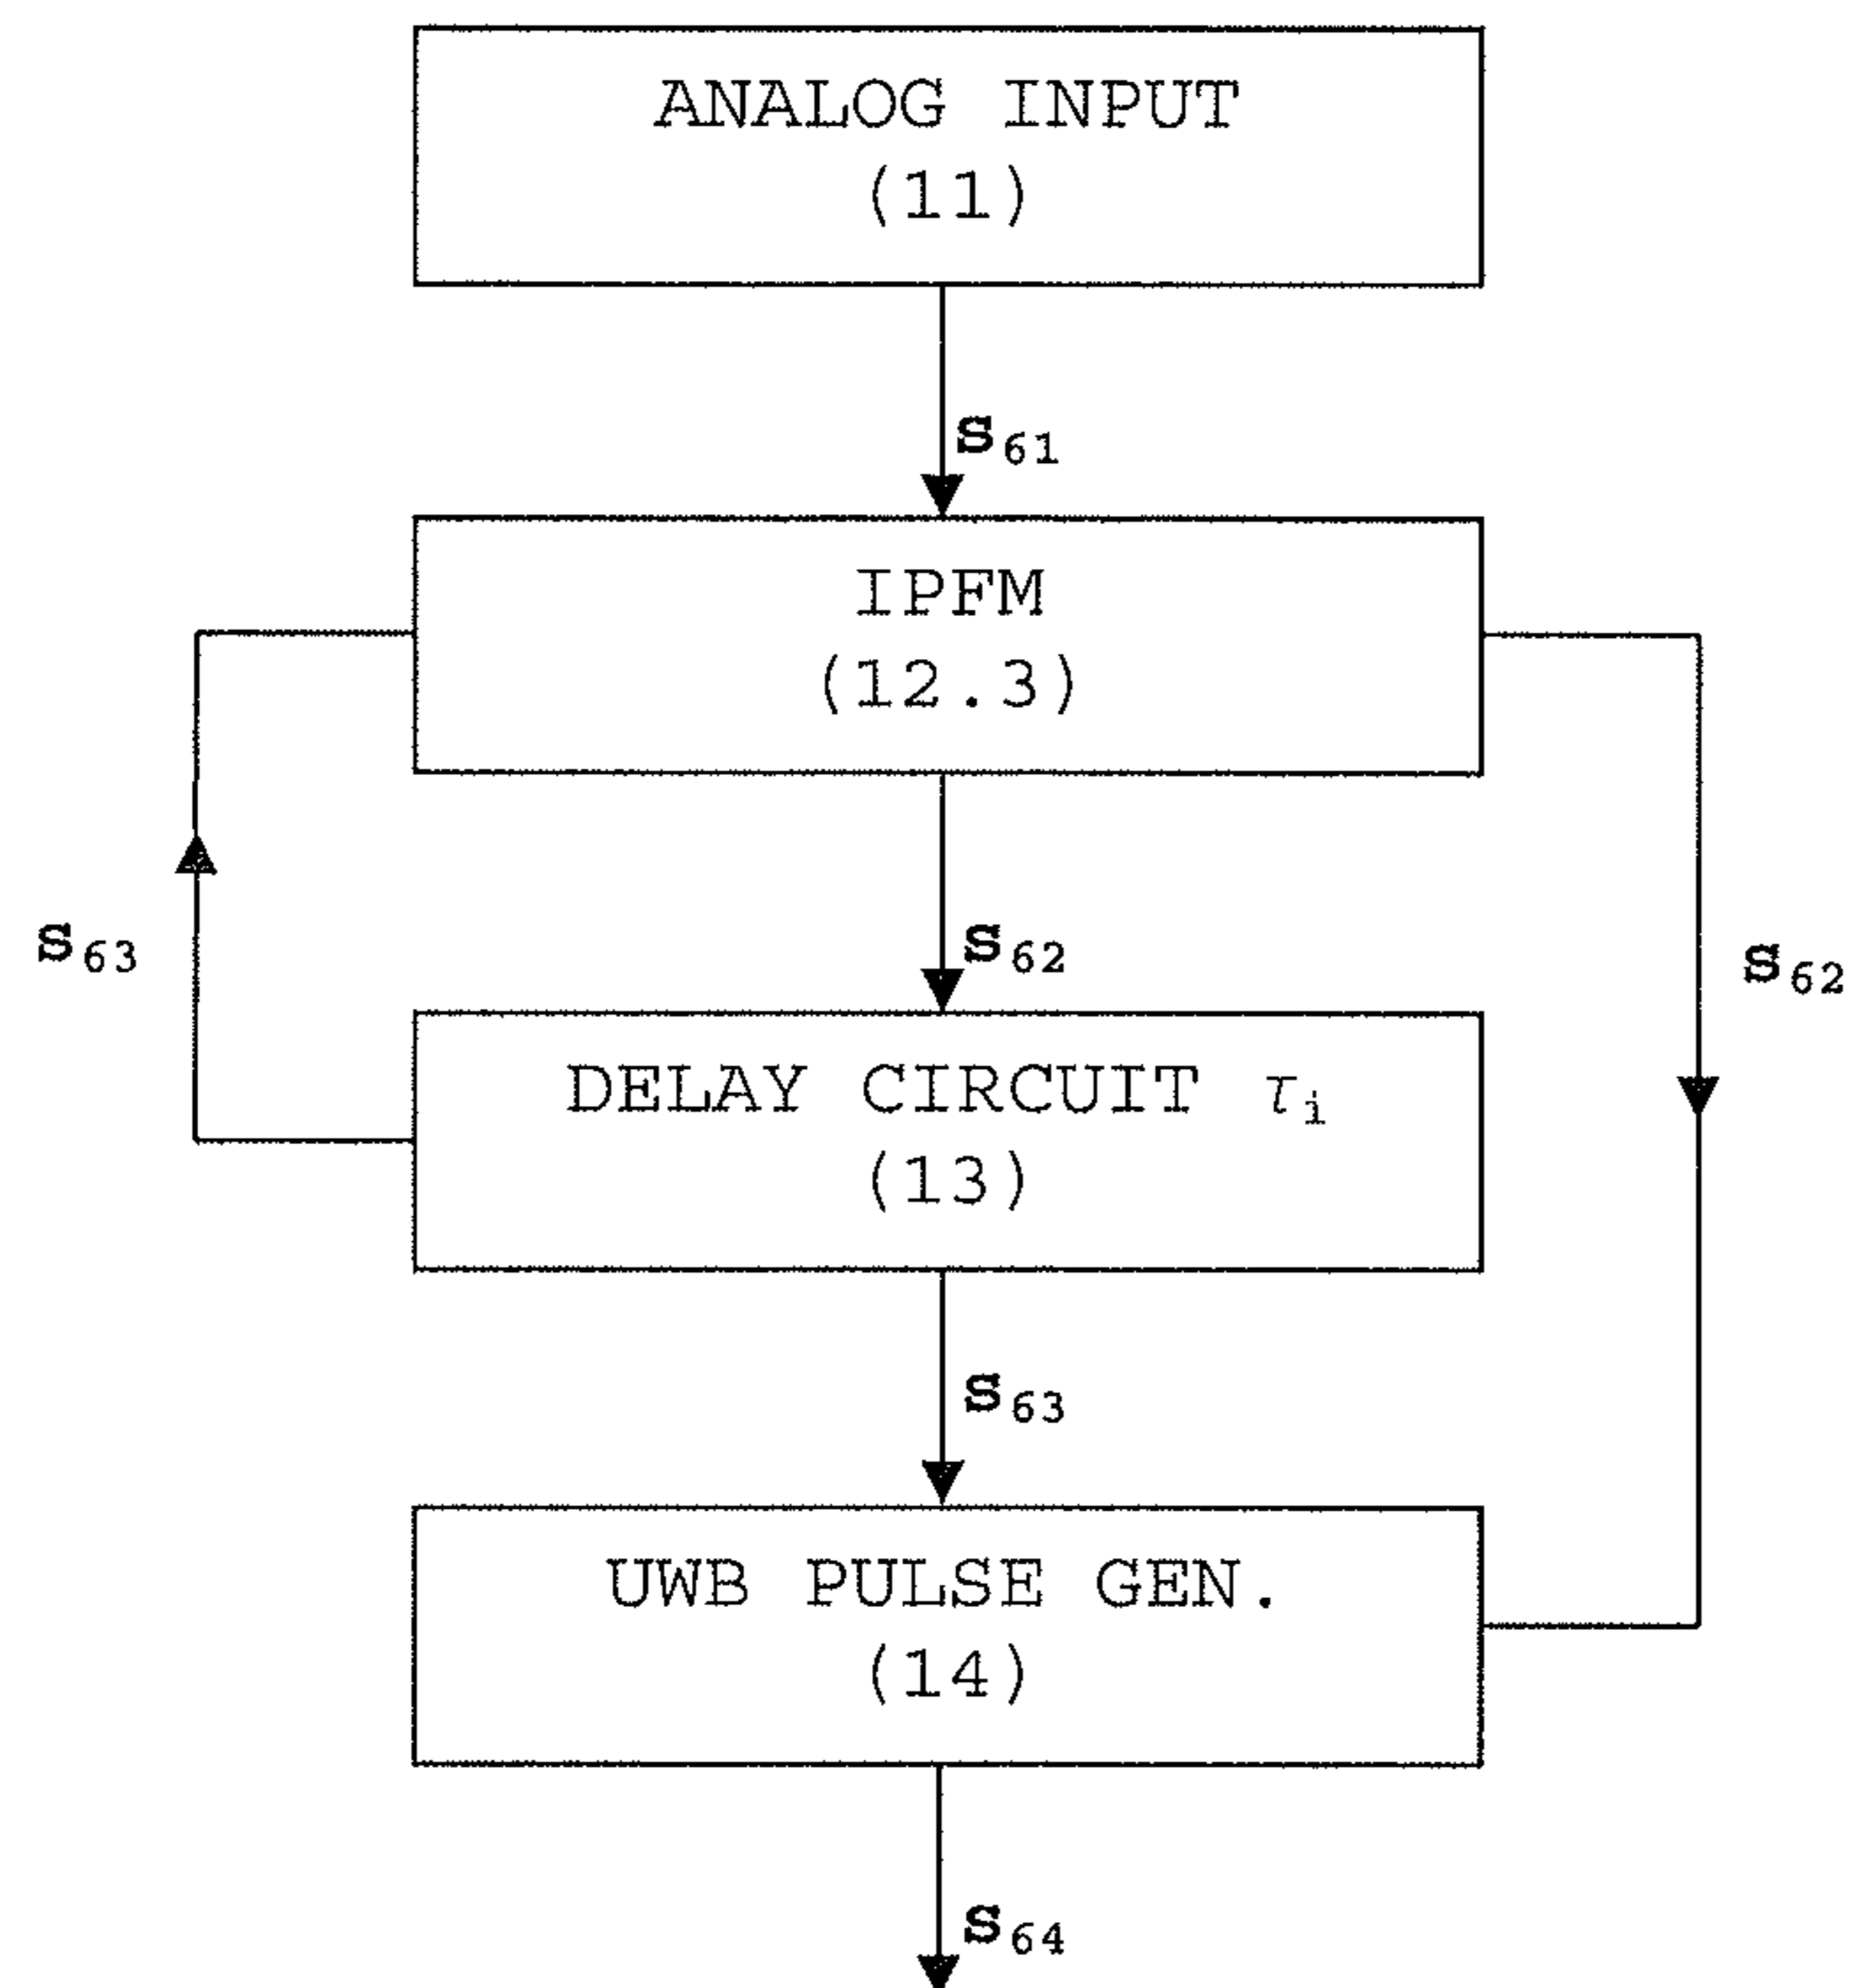 ANALOG INPUT
(11)
s61
IPFM
(12.3)
s63
s62
s62
DELAY CIRCUIT τi
(13)
s63
UWB PULSE GEN.
(14)
s64